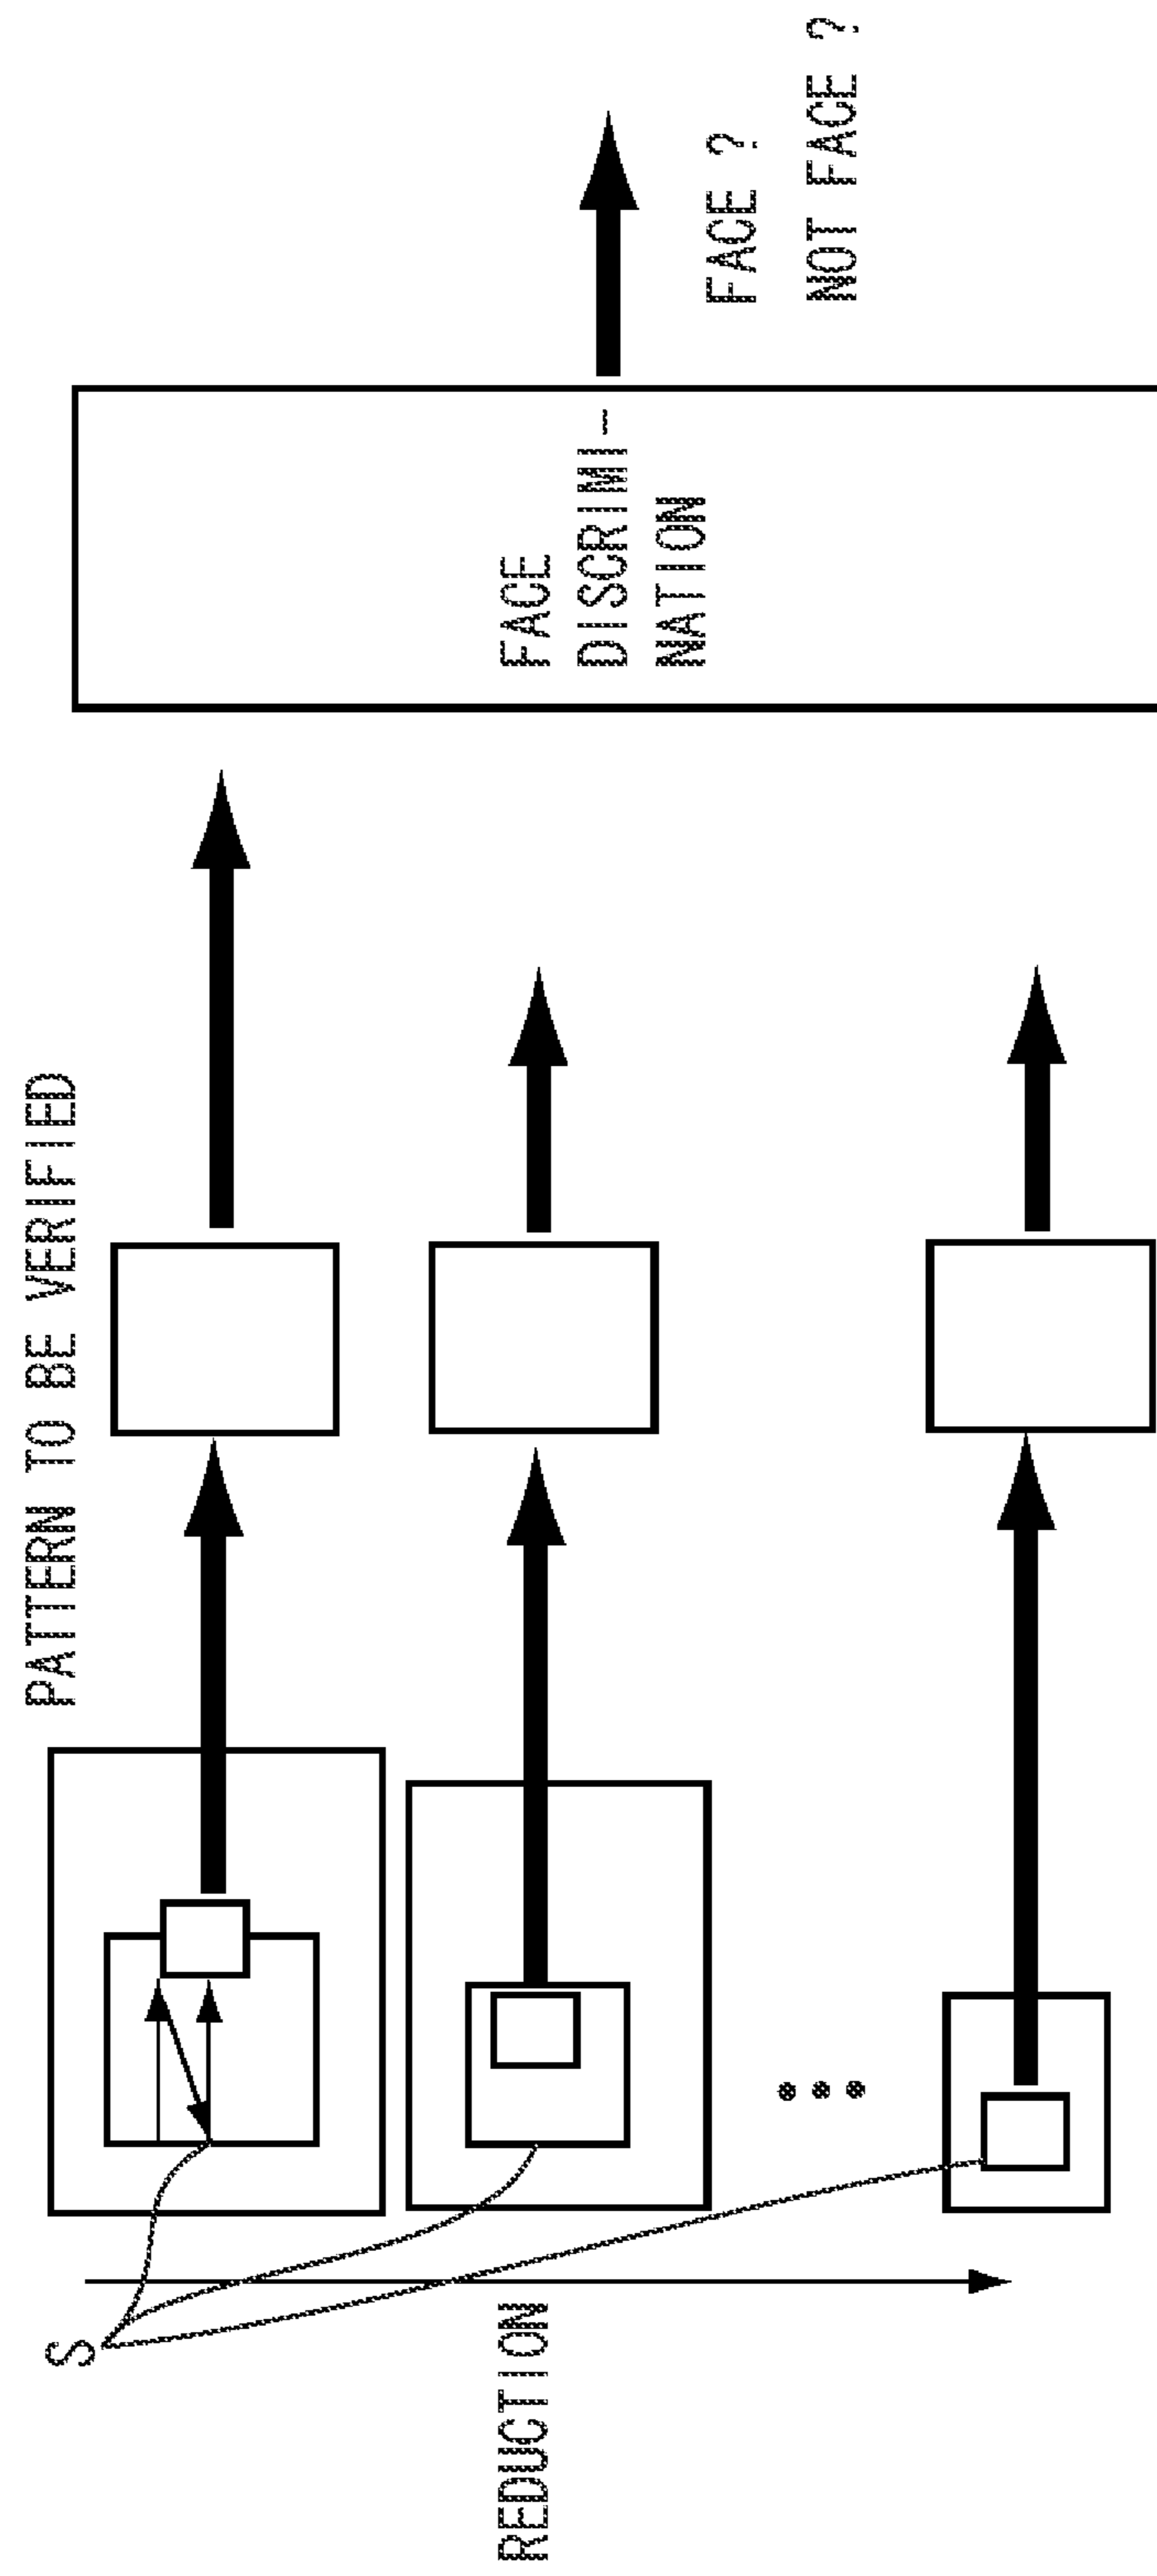 PATTERN TO BE VERIFIED
S
REDUCTION
FACE
DISCRIMI-
NATION
FACE ?
NOT FACE ?